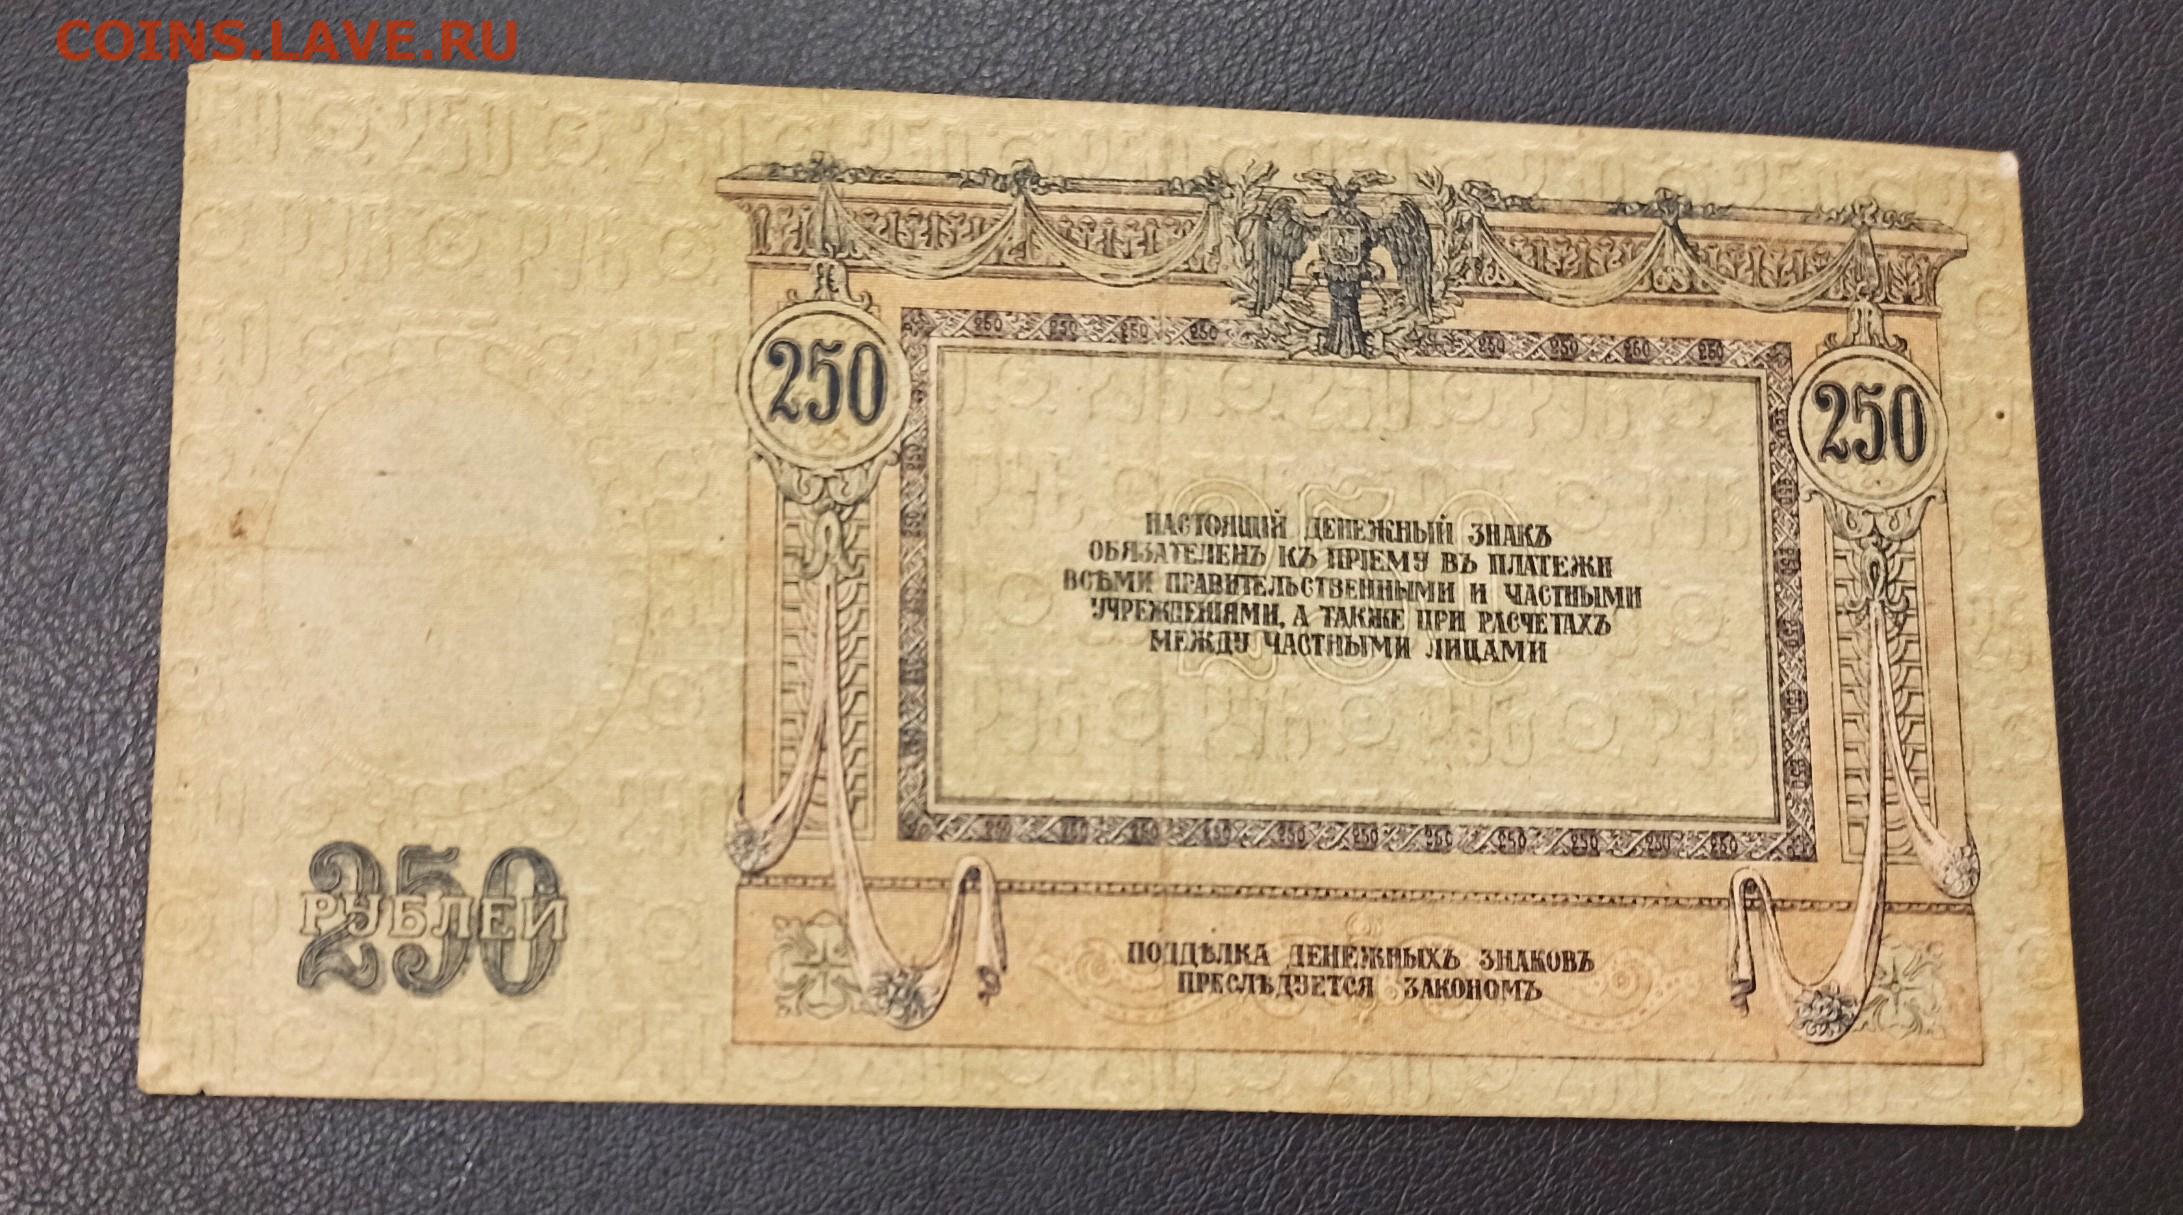 COINS.LAVE.RU
250
250
НАСТОЯЩІЙ ДЕНЕЖНЫЙ ЗНАКЪ
ОБЯЗАТЕЛЕНЪ КЪ ПРІЕМУ ВЪ ПЛАТЕЖИ
ВСѢМИ ПРАВИТЕЛЬСТВЕННЫМИ И ЧАСТНЫМИ
УЧРЕЖДЕНІЯМИ, А ТАКЖЕ ПРИ РАСЧЕТАХЪ
МЕЖДУ ЧАСТНЫМИ ЛИЦАМИ
250
РУБЛЕЙ
ПОДДѢЛКА ДЕНЕЖНЫХЪ ЗНАКОВЪ
ПРЕСЛѢДУЕТСЯ ЗАКОНОМЪ